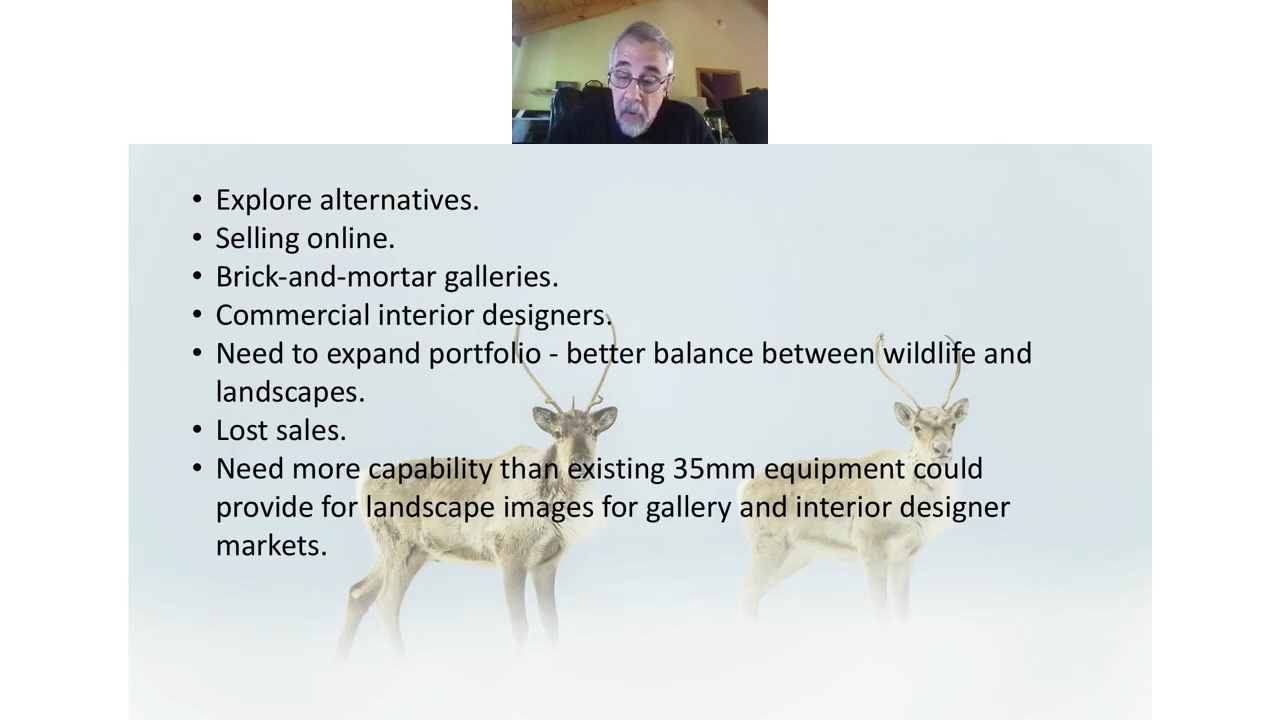 • Explore alternatives.
• Selling online.
• Brick-and-mortar galleries.
• Commercial interior designers.
• Need to expand portfolio - better balance between wildlife and
landscapes.
• Lost sales.
• Need more capability than existing 35mm equipment could
provide for landscape images for gallery and interior designer
markets.